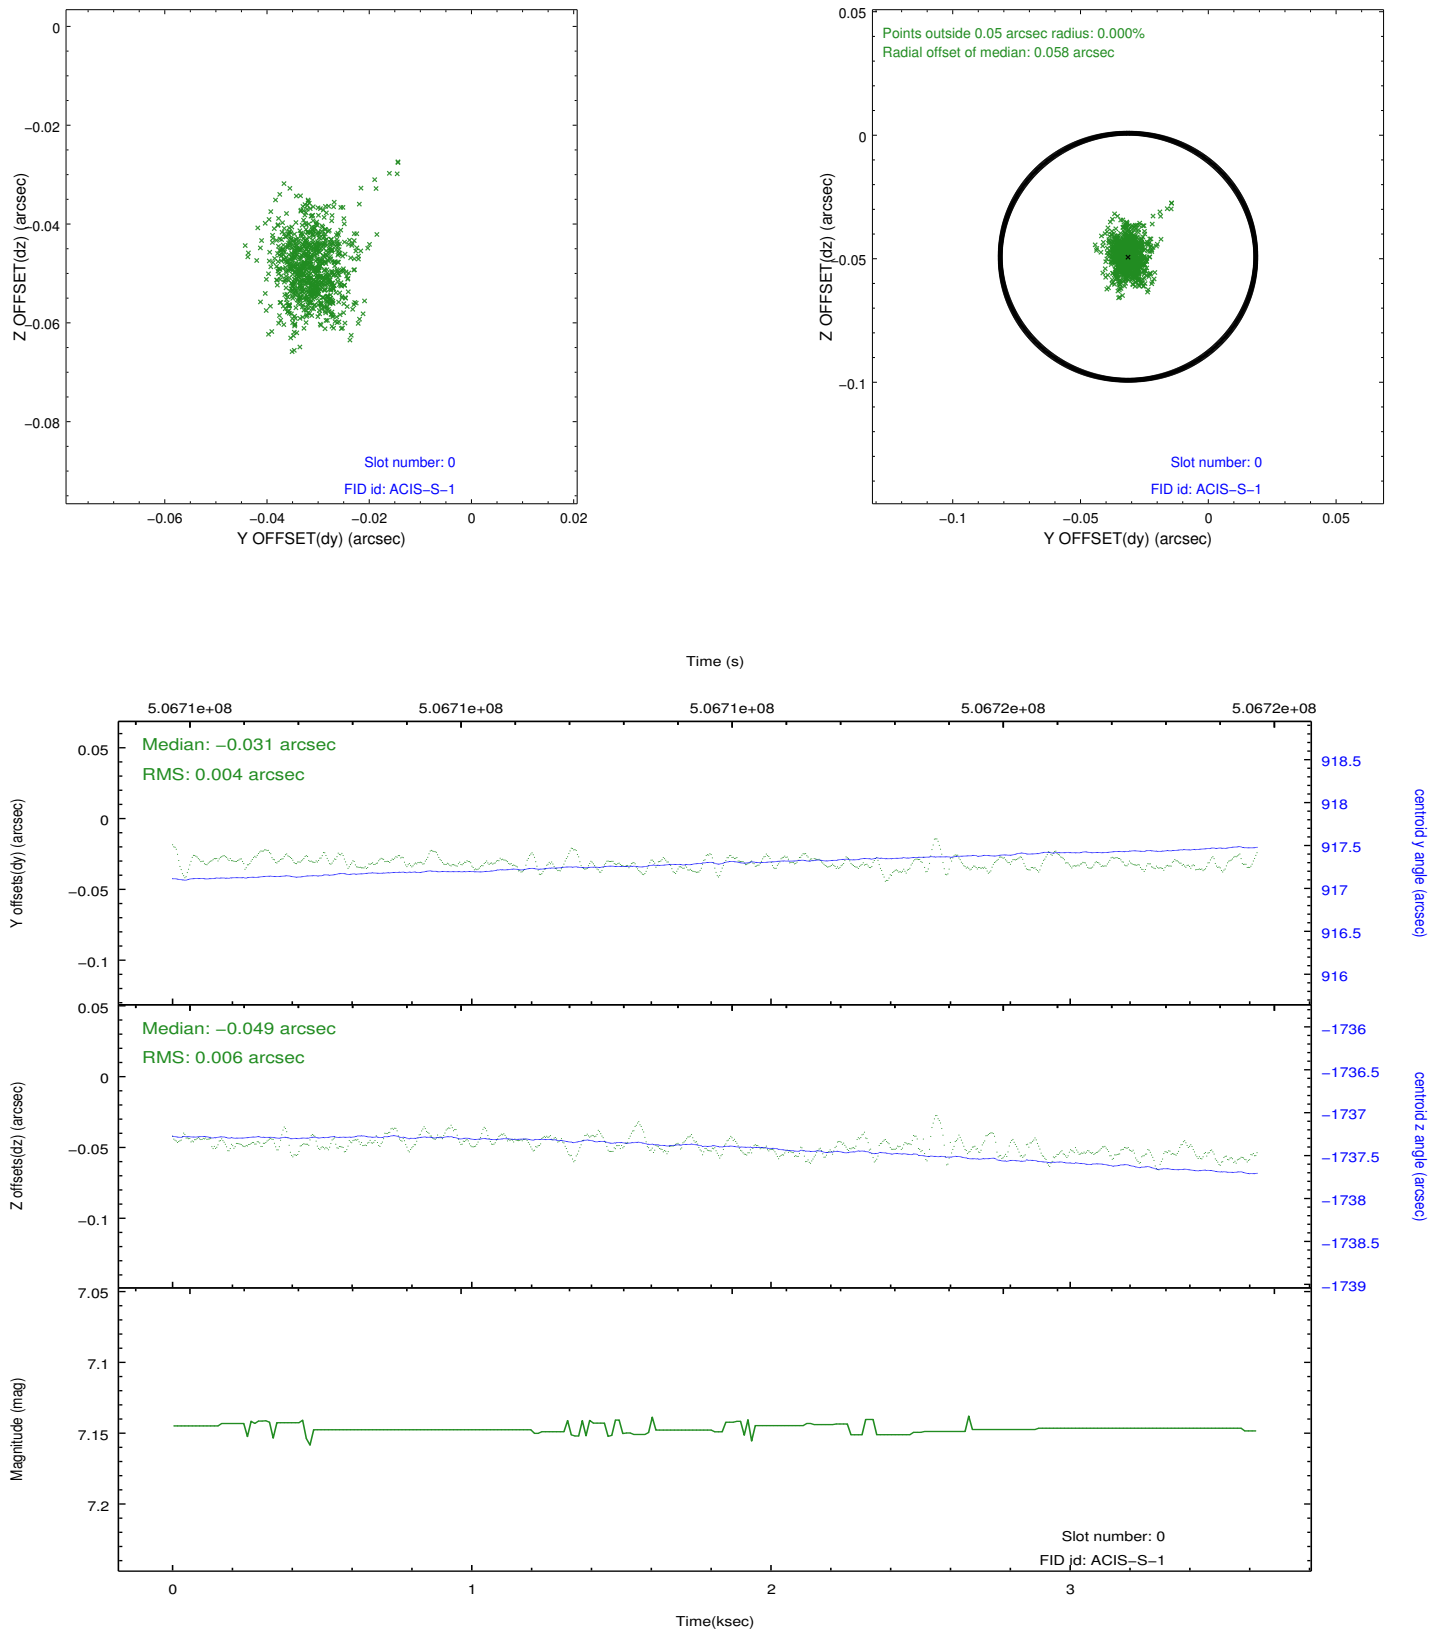 0
−0.02
−0.04
−0.06
−0.08
Z OFFSET(dz) (arcsec)
Slot number: 0
FID id: ACIS−S−1
−0.06
−0.04
−0.02
0
0.02
Y OFFSET(dy) (arcsec)
0.05
0
−0.05
−0.1
Z OFFSET(dz) (arcsec)
Points outside 0.05 arcsec radius: 0.000%
Radial offset of median: 0.058 arcsec
Slot number: 0
FID id: ACIS−S−1
−0.1
−0.05
0
0.05
Y OFFSET(dy) (arcsec)
Time (s)
5.0671e+08
5.0671e+08
5.0671e+08
5.0672e+08
5.0672e+08
Median: −0.031 arcsec
RMS: 0.004 arcsec
0.05
0
−0.05
−0.1
Y offsets(dy) (arcsec)
918.5
918
917.5
917
916.5
916
centroid y angle (arcsec)
Median: −0.049 arcsec
RMS: 0.006 arcsec
0.05
0
−0.05
−0.1
Z offsets(dz) (arcsec)
−1736
−1736.5
−1737
−1737.5
−1738
−1738.5
−1739
centroid z angle (arcsec)
7.05
7.1
7.15
7.2
Magnitude (mag)
Slot number: 0
FID id: ACIS−S−1
0
1
2
3
Time(ksec)